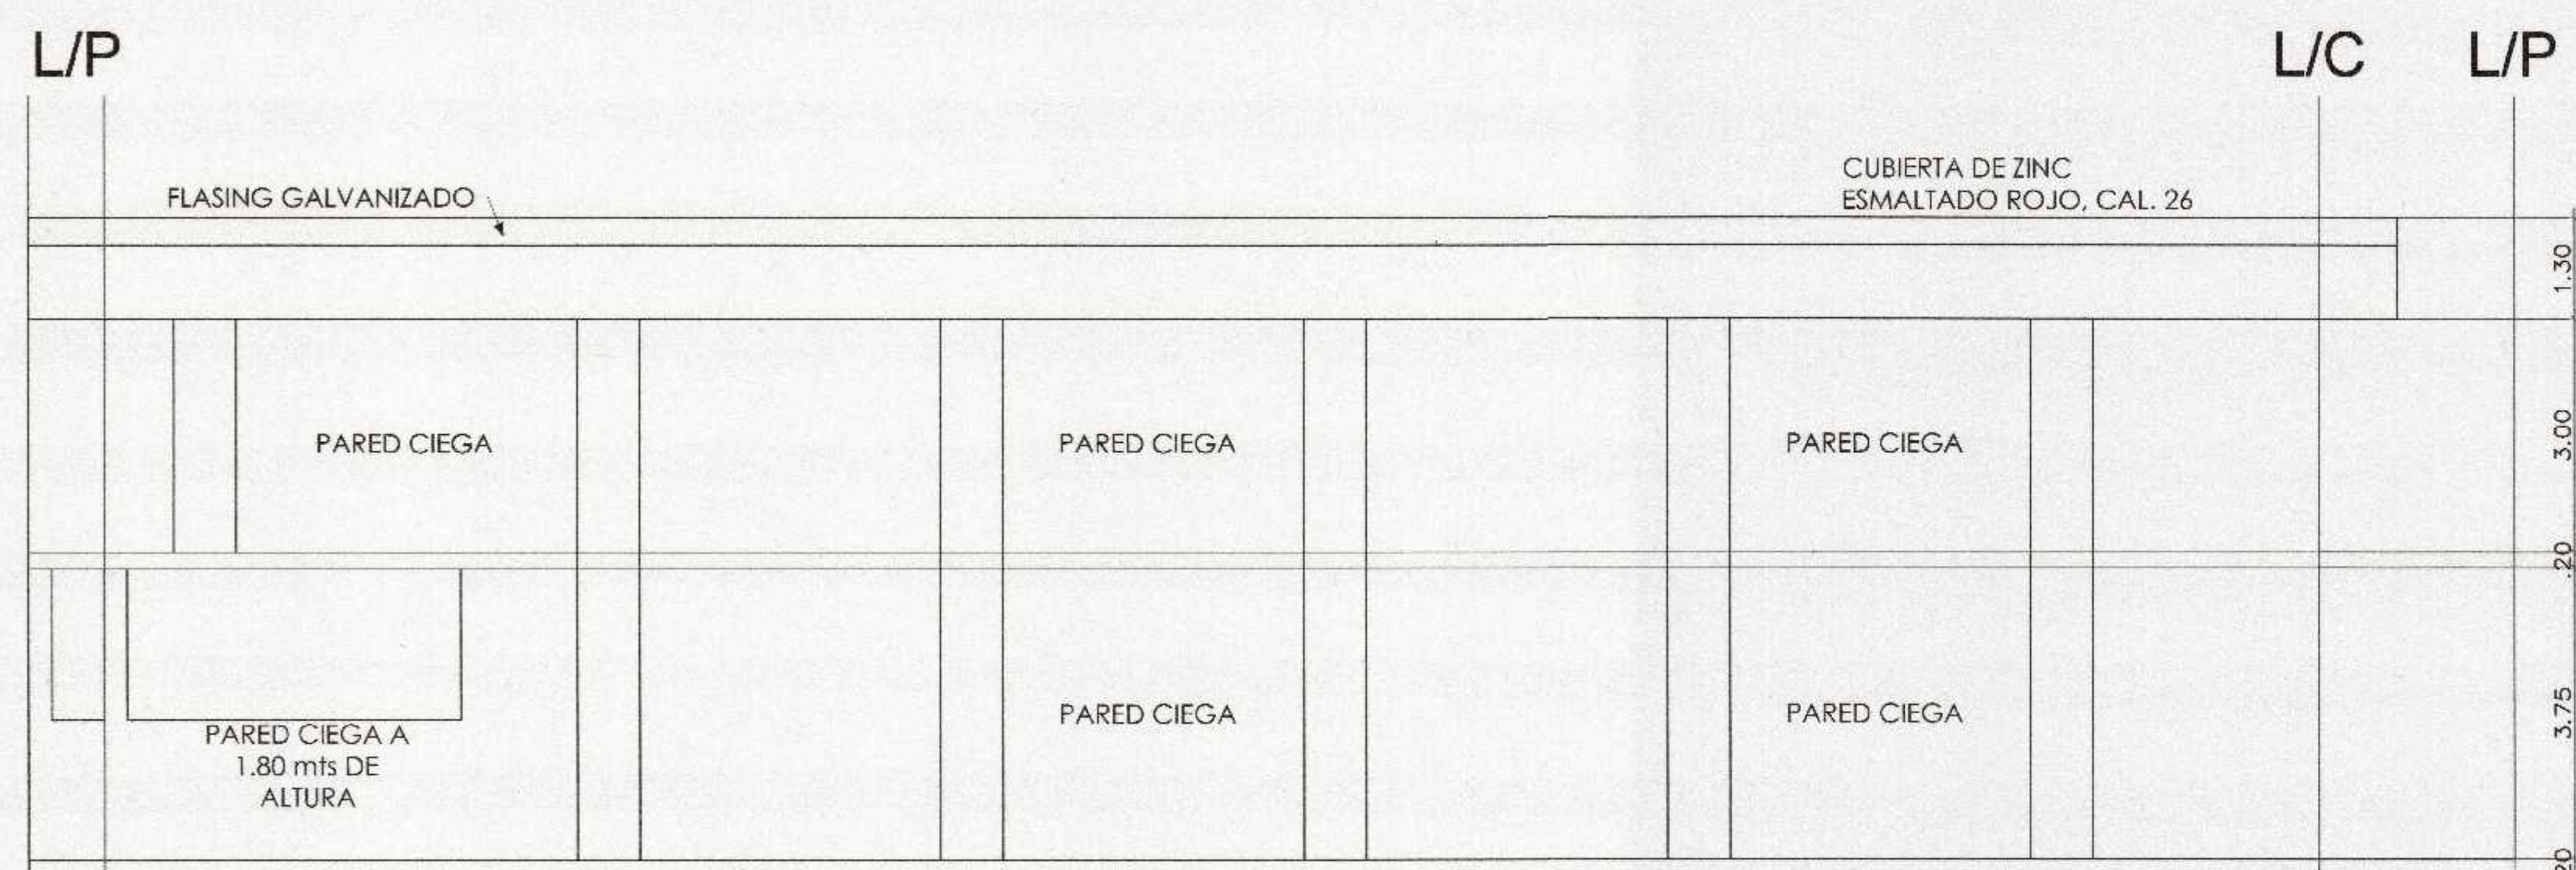 L/P
L/C
L/P
FLASING GALVANIZADO
CUBIERTA DE ZINC
ESMALTADO ROJO, CAL. 26
1.30
PARED CIEGA
PARED CIEGA
PARED CIEGA
3.00
.20
PARED CIEGA A
1.80 mts DE
ALTURA
PARED CIEGA
PARED CIEGA
3.75